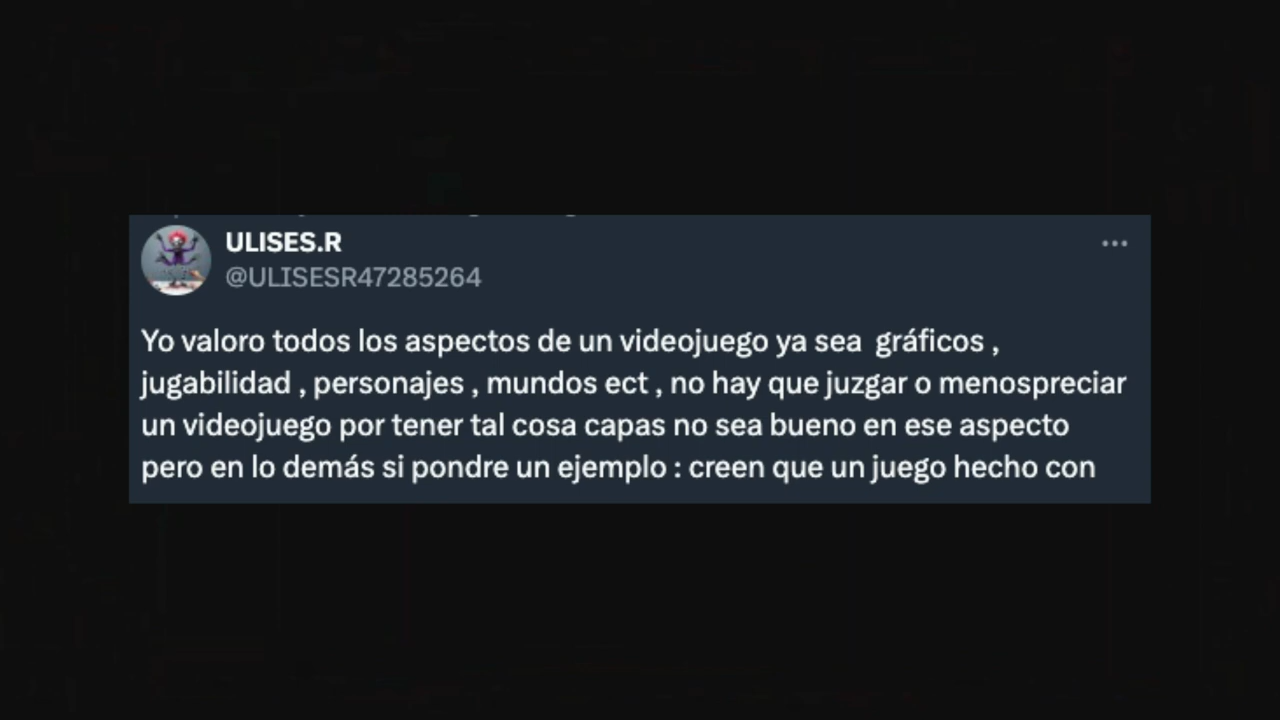 ULISES.R
@ULISESR47285264
Yo valoro todos los aspectos de un videojuego ya sea  gráficos ,
jugabilidad , personajes , mundos ect , no hay que juzgar o menospreciar
un videojuego por tener tal cosa capas no sea bueno en ese aspecto
pero en lo demás si pondre un ejemplo : creen que un juego hecho con